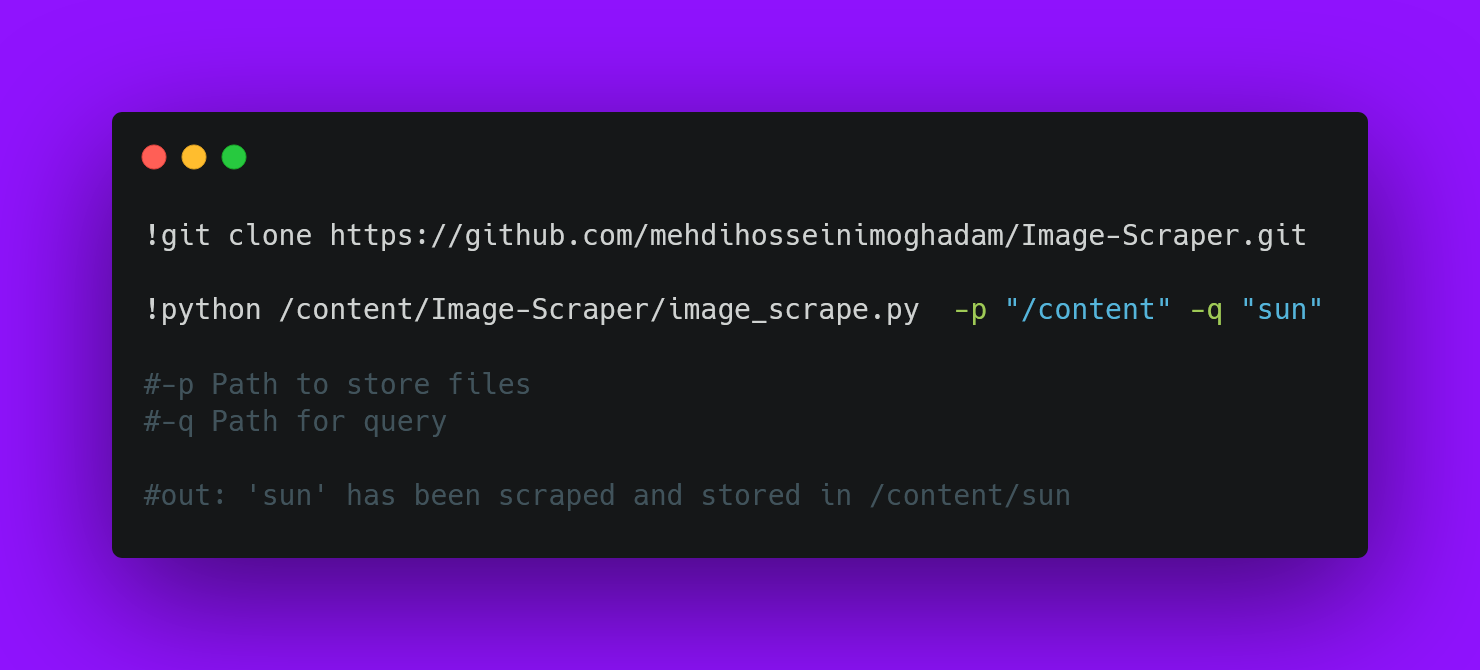 !git clone https://github.com/mehdihosseinimoghadam/Image-Scraper.git
!python /content/Image-Scraper/image_scrape.py  -p "/content" -q "sun"
#-p Path to store files
#-q Path for query
#out: 'sun' has been scraped and stored in /content/sun